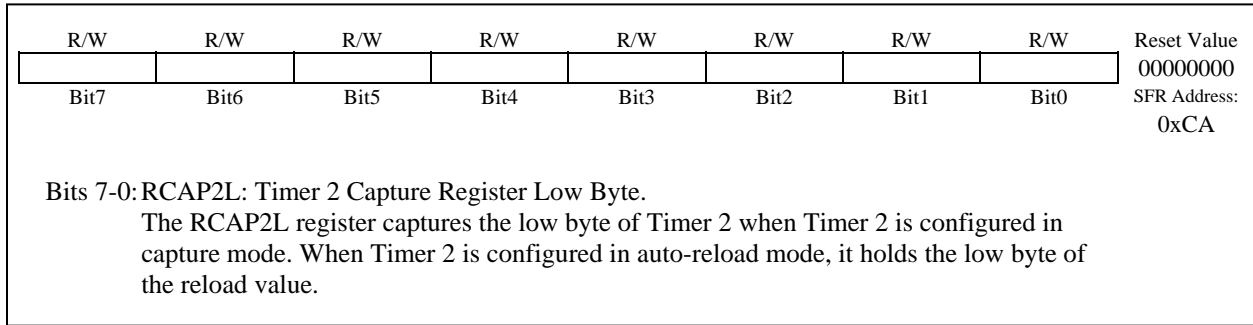 R/W R/W R/W R/W R/W R/W R/W R/W Reset Value
00000000
Bit7 Bit6 Bit5 Bit4 Bit3 Bit2 Bit1 Bit0 SFR Address:
0xCA
Bits 7-0: RCAP2L: Timer 2 Capture Register Low Byte.
The RCAP2L register captures the low byte of Timer 2 when Timer 2 is configured in
capture mode. When Timer 2 is configured in auto-reload mode, it holds the low byte of
the reload value.